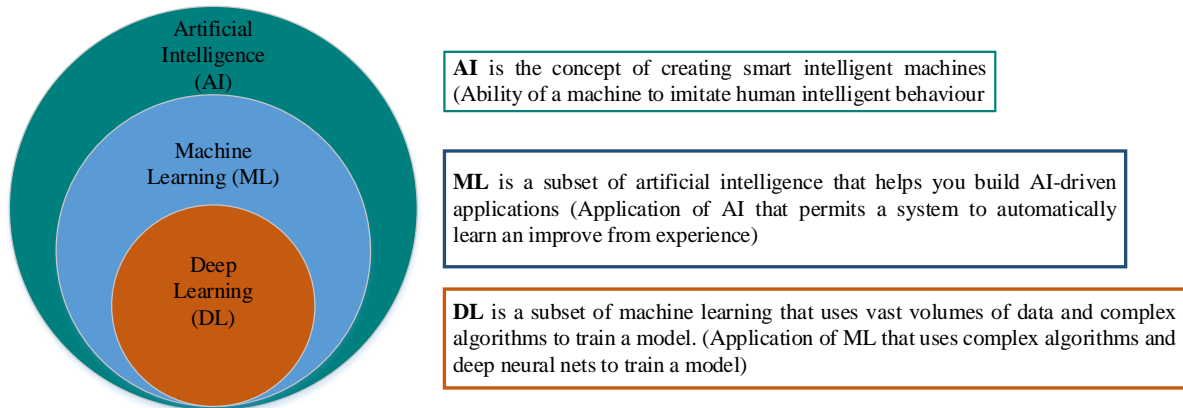 Artificial
Intelligence
(AI)
Machine
Learning (ML)
Deep
Learning
(DL)
AI is the concept of creating smart intelligent machines
(Ability of a machine to imitate human intelligent behaviour
ML is a subset of artificial intelligence that helps you build AI-driven
applications (Application of AI that permits a system to automatically
learn an improve from experience)
DL is a subset of machine learning that uses vast volumes of data and complex
algorithms to train a model. (Application of ML that uses complex algorithms and
deep neural nets to train a model)